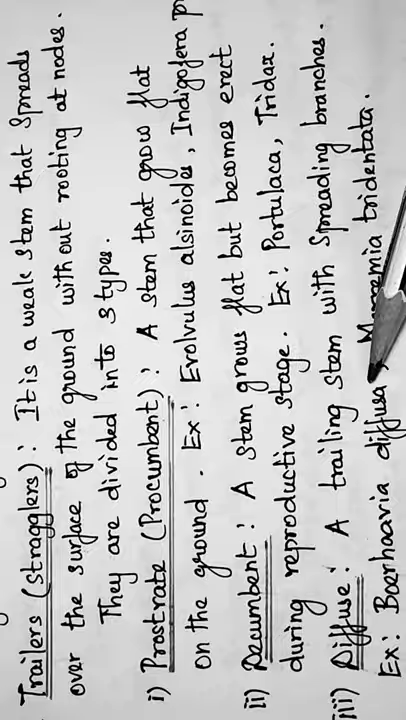 Trailers (stragglers): It is a weak stem that spreads
over the surface of the ground without rooting at nodes.
They are divided into 3 types.
i) Prostrate (Procumbent): A stem that grow flat
on the ground. Ex: Evolvulus alsinoides, Indigofera
ii) Decumbent: A stem grows flat but becomes erect
during reproductive stage. Ex: Portulaca, Tridax.
iii) Diffuse: A trailing stem with spreading branches.
Ex: Boerhaavia diffusa, tridentata.